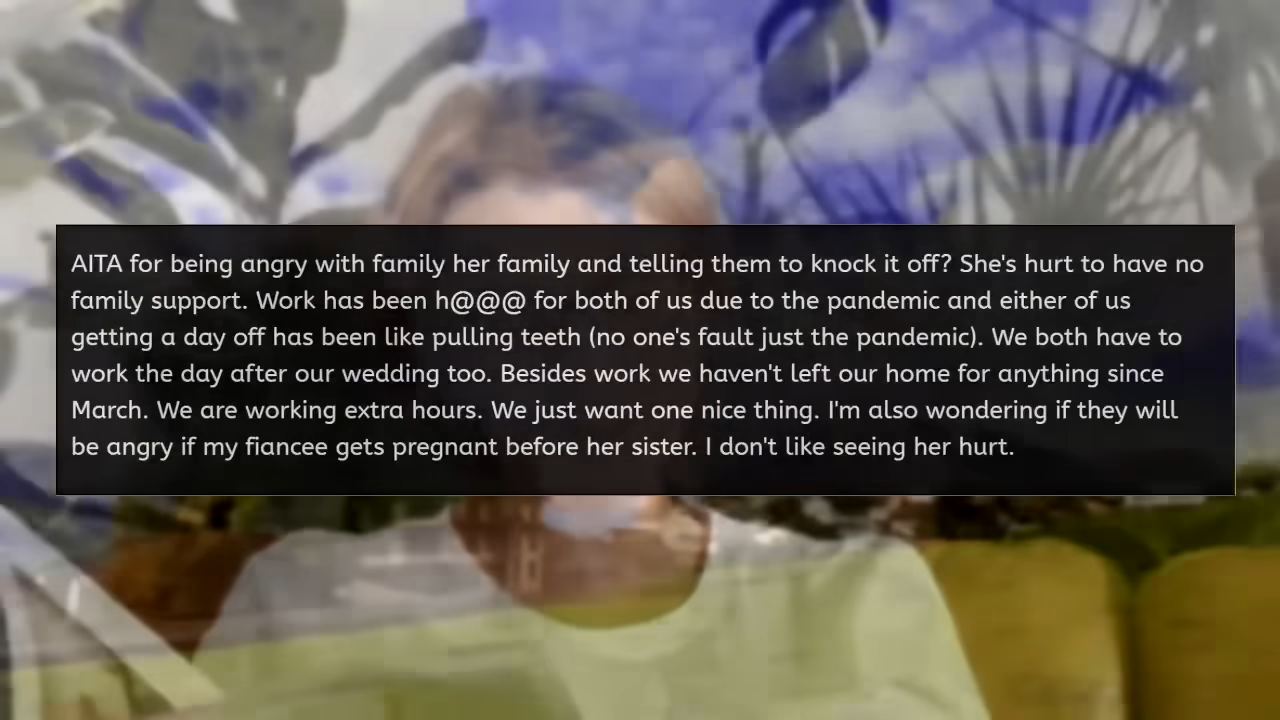 AITA for being angry with family her family and telling them to knock it off? She's hurt to have no
family support. Work has been h@@@ for both of us due to the pandemic and either of us
getting a day off has been like pulling teeth (no one's fault just the pandemic). We both have to
work the day after our wedding too. Besides work we haven't left our home for anything since
March. We are working extra hours. We just want one nice thing. I'm also wondering if they will
be angry if my fiancee gets pregnant before her sister. I don't like seeing her hurt.